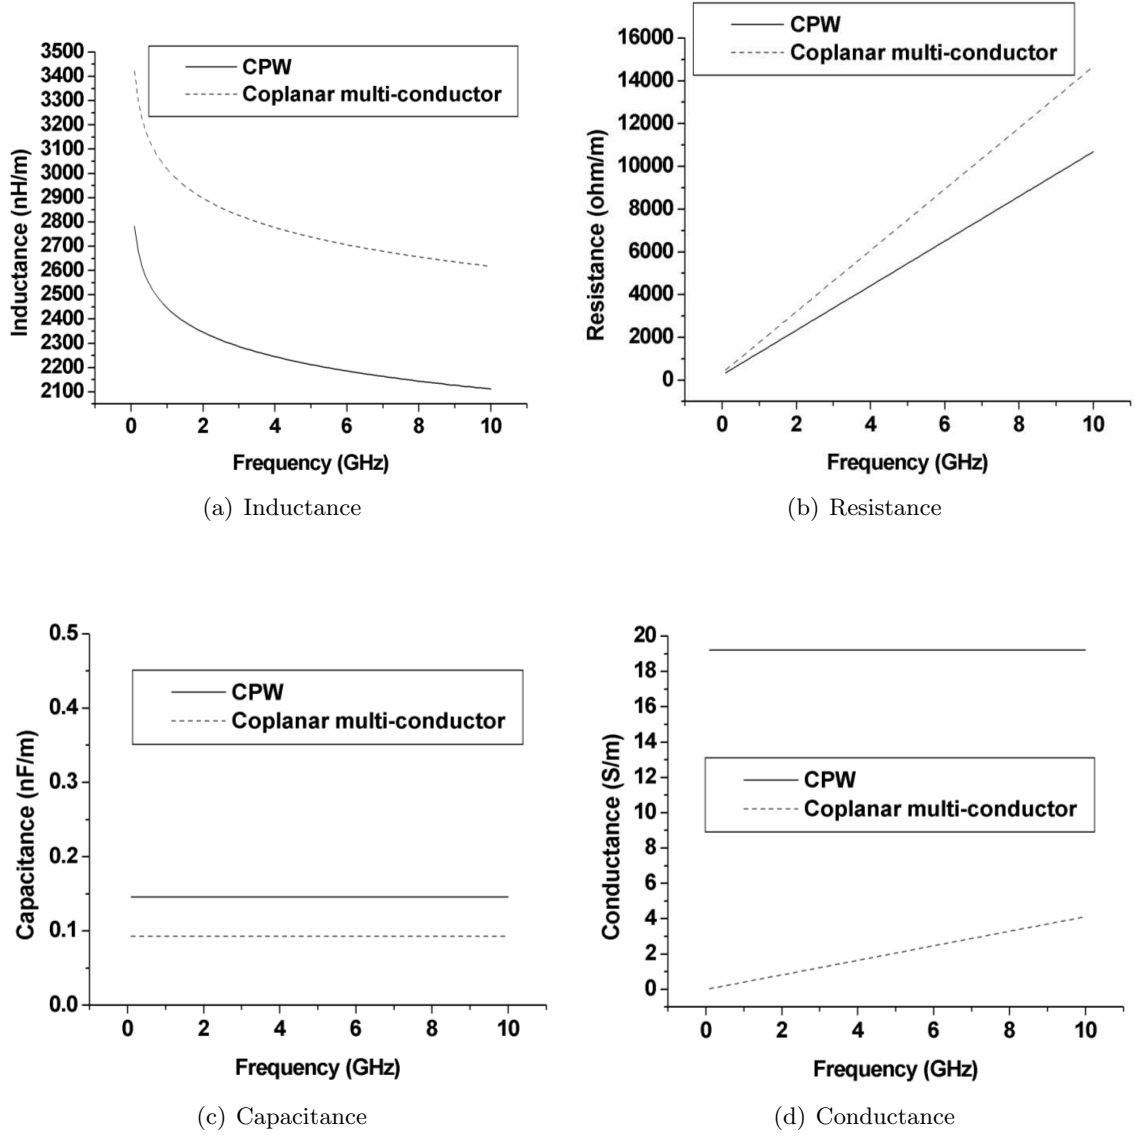 3500
3400
3300
3200
3100
3000
2900
2800
2700
2600
2500
2400
2300
2200
2100
Inductance (nH/m)
CPW
Coplanar multi-conductor
0 2 4 6 8 10
Frequency (GHz)
(a) Inductance
16000
14000
12000
10000
8000
6000
4000
2000
0
Resistance (ohm/m)
CPW
Coplanar multi-conductor
0 2 4 6 8 10
Frequency (GHz)
(b) Resistance
0.5
0.4
0.3
0.2
0.1
0.0
Capacitance (nF/m)
CPW
Coplanar multi-conductor
0 2 4 6 8 10
Frequency (GHz)
(c) Capacitance
20
18
16
14
12
10
8
6
4
2
0
Conductance (S/m)
CPW
Coplanar multi-conductor
0 2 4 6 8 10
Frequency (GHz)
(d) Conductance